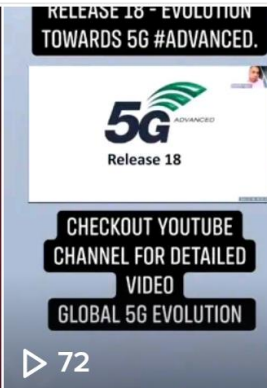 RELEASE 18 - EVOLUTION
TOWARDS 5G #ADVANCED.
5G ADVANCED
Release 18
CHECKOUT YOUTUBE
CHANNEL FOR DETAILED
VIDEO
GLOBAL 5G EVOLUTION
72